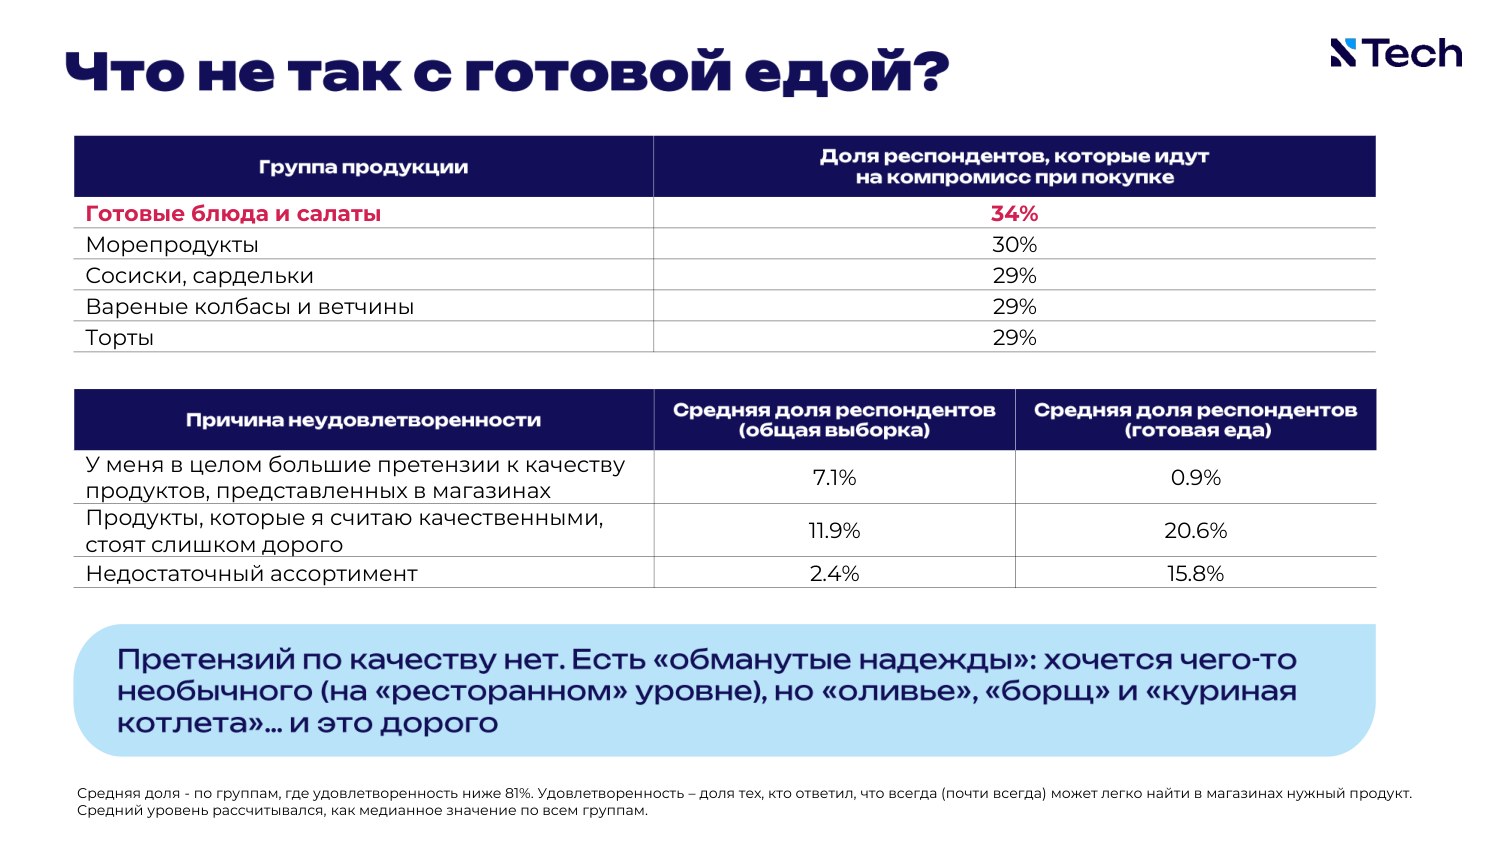 Что не так с готовой едой?
Tech
Группа продукции
Доля респондентов, которые идут
на компромисс при покупке
Готовые блюда и салаты 34%
Морепродукты 30%
Сосиски, сардельки 29%
Вареные колбасы и ветчины 29%
Торты 29%
Причина неудовлетворенности
Средняя доля респондентов
(общая выборка)
Средняя доля респондентов
(готовая еда)
У меня в целом большие претензии к качеству
продуктов, представленных в магазинах
7.1% 0.9%
Продукты, которые я считаю качественными,
стоят слишком дорого
11.9% 20.6%
Недостаточный ассортимент 2.4% 15.8%
Претензий по качеству нет. Есть «обманутые надежды»: хочется чего-то
необычного (на «ресторанном» уровне), но «оливье», «борщ» и «куриная
котлета»... и это дорого
Средняя доля - по группам, где удовлетворенность ниже 81%. Удовлетворенность – доля тех, кто ответил, что всегда (почти всегда) может легко найти в магазинах нужный продукт.
Средний уровень рассчитывался, как медианное значение по всем группам.